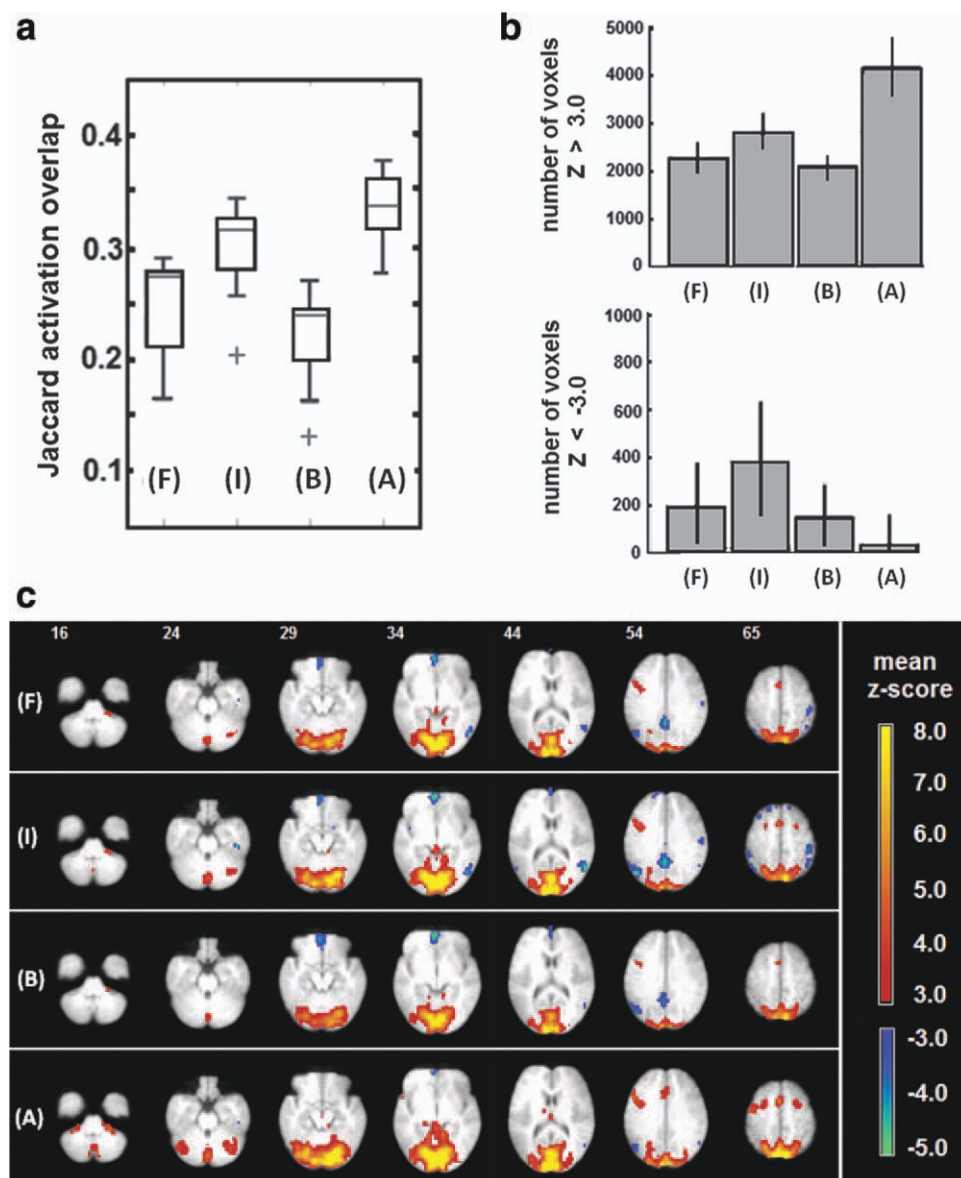 a
Jaccard activation overlap
0.4
0.3
0.2
0.1
(F) (I) (B) (A)
b
number of voxels
Z > 3.0
5000
4000
3000
2000
1000
0
(F) (I) (B) (A)
number of voxels
Z < -3.0
1000
800
600
400
200
0
(F) (I) (B) (A)
c
16 24 29 34 44 54 65
(F)
(I)
(B)
(A)
mean
z-score
8.0
7.0
6.0
5.0
4.0
3.0
-3.0
-4.0
-5.0